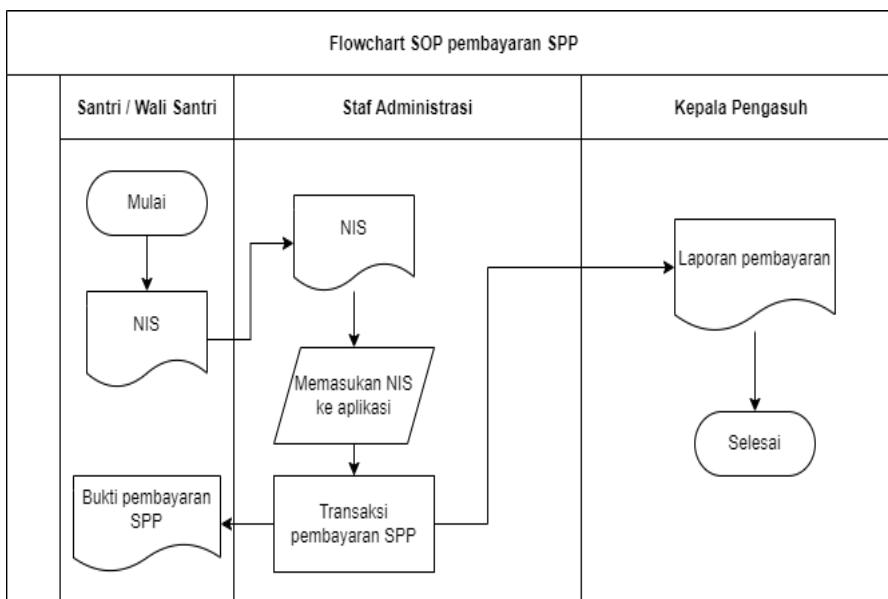 Flowchart SOP pembayaran SPP
Santri / Wali Santri
Staf Administrasi
Kepala Pengasuh
Mulai
NIS
NIS
Memasukan NIS
ke aplikasi
Transaksi
pembayaran SPP
Bukti pembayaran
SPP
Laporan pembayaran
Selesai